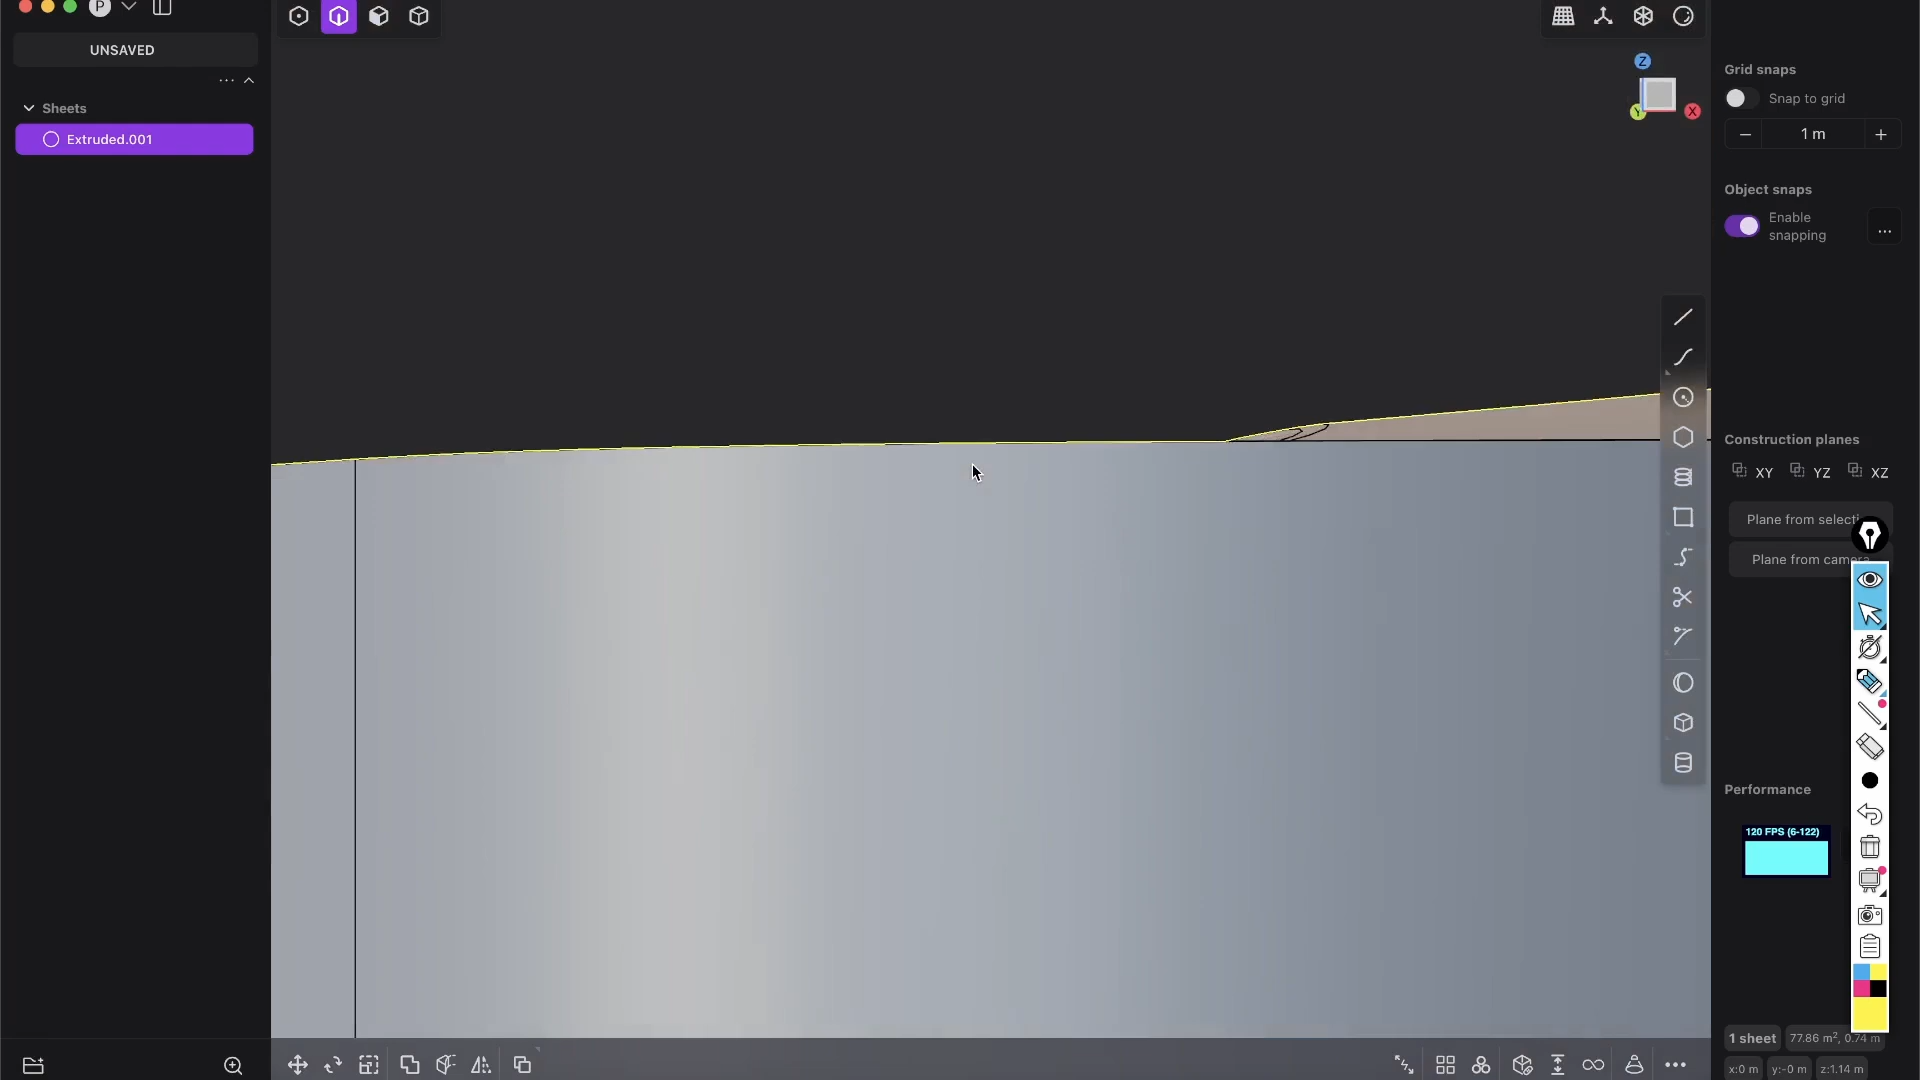 P
UNSAVED
Sheets
Extruded.001
Z
Y
X
Grid snaps
Snap to grid
1 m
Object snaps
Enable
snapping
Construction planes
XY
YZ
XZ
Plane from selecti
Plane from camera
Performance
120 FPS (6-122)
1 sheet
77.86 m², 0.74 m
x:0 m
y:-0 m
z:1.14 m